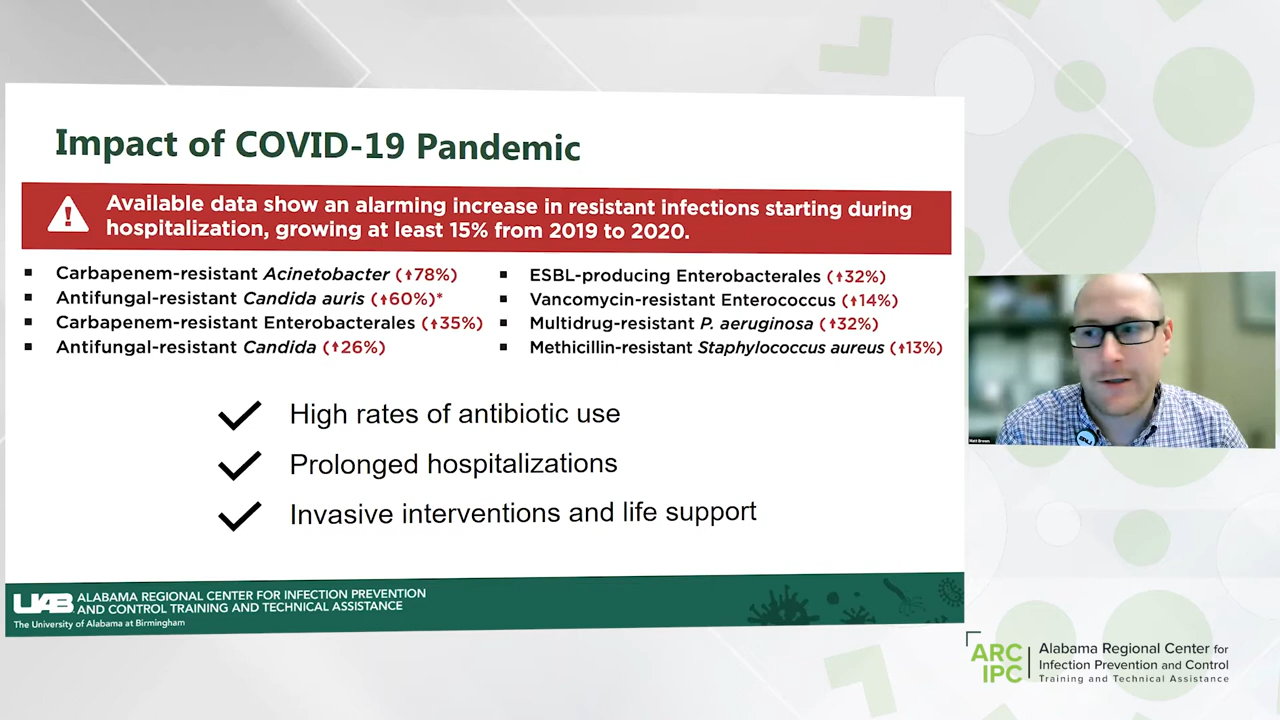 Impact of COVID-19 Pandemic
Available data show an alarming increase in resistant infections starting during
hospitalization, growing at least 15% from 2019 to 2020.
▪ Carbapenem-resistant Acinetobacter (↑78%)
▪ Antifungal-resistant Candida auris (↑60%)*
▪ Carbapenem-resistant Enterobacterales (↑35%)
▪ Antifungal-resistant Candida (↑26%)
▪ ESBL-producing Enterobacterales (↑32%)
▪ Vancomycin-resistant Enterococcus (↑14%)
▪ Multidrug-resistant P. aeruginosa (↑32%)
▪ Methicillin-resistant Staphylococcus aureus (↑13%)
✓ High rates of antibiotic use
✓ Prolonged hospitalizations
✓ Invasive interventions and life support
UAB ALABAMA REGIONAL CENTER FOR INFECTION PREVENTION
AND CONTROL TRAINING AND TECHNICAL ASSISTANCE
The University of Alabama at Birmingham
Matt Brown
ARC
IPC
Alabama Regional Center for
Infection Prevention and Control
Training and Technical Assistance